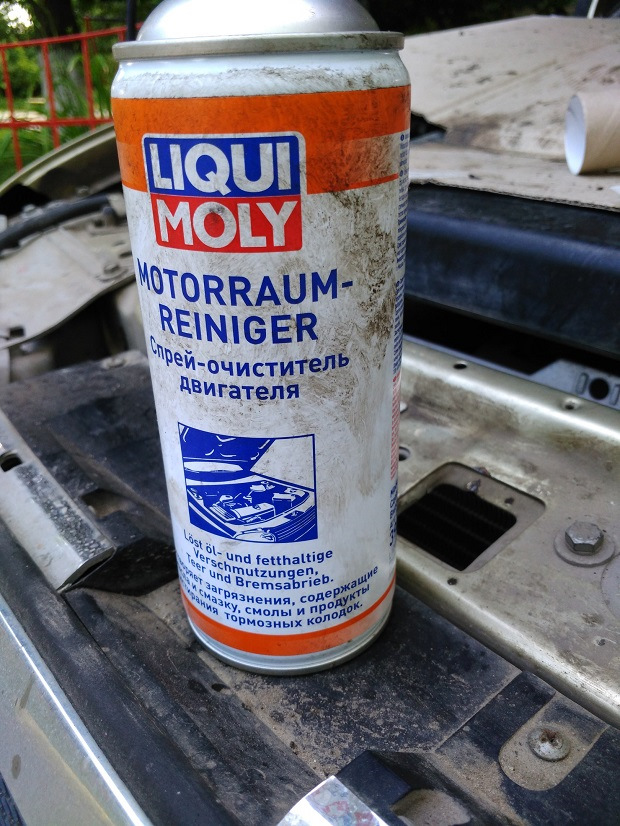 LIQUI
MOLY
MOTORRAUM-
REINIGER
Спрей-очиститель
двигателя
Löst öl- und fetthaltige
Verschmutzungen,
Teer und Bremsabrieb.
загрязнения, содержащие
и смазку, смолы и продукты
тормозных колодок.